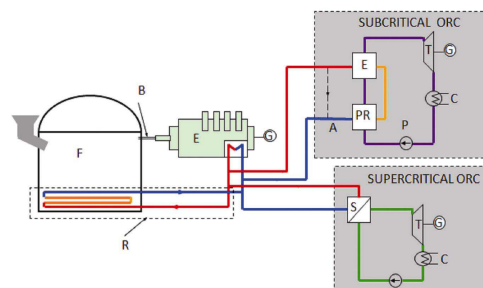 SUBCRITICAL ORC
B
E
T
G
C
E
G
PR
A
P
F
SUPERCRITICAL ORC
S
T
G
C
R